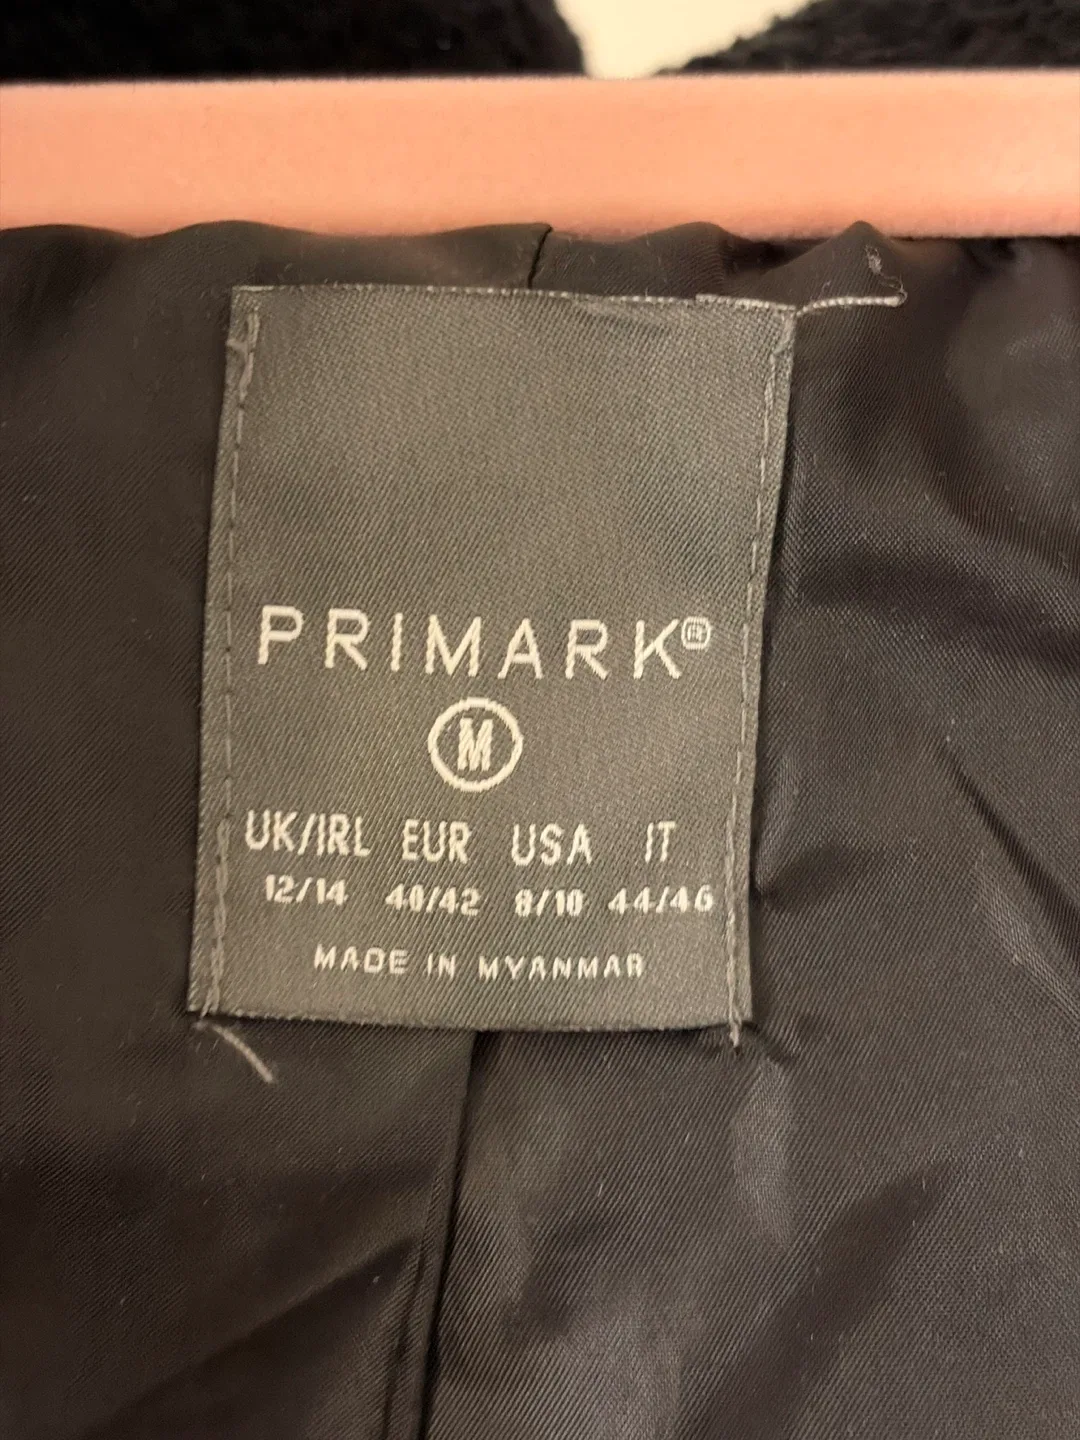 PRIMARK®
M
UK/IRL EUR USA IT
12/14 40/42 8/10 44/46
MADE IN MYANMAR